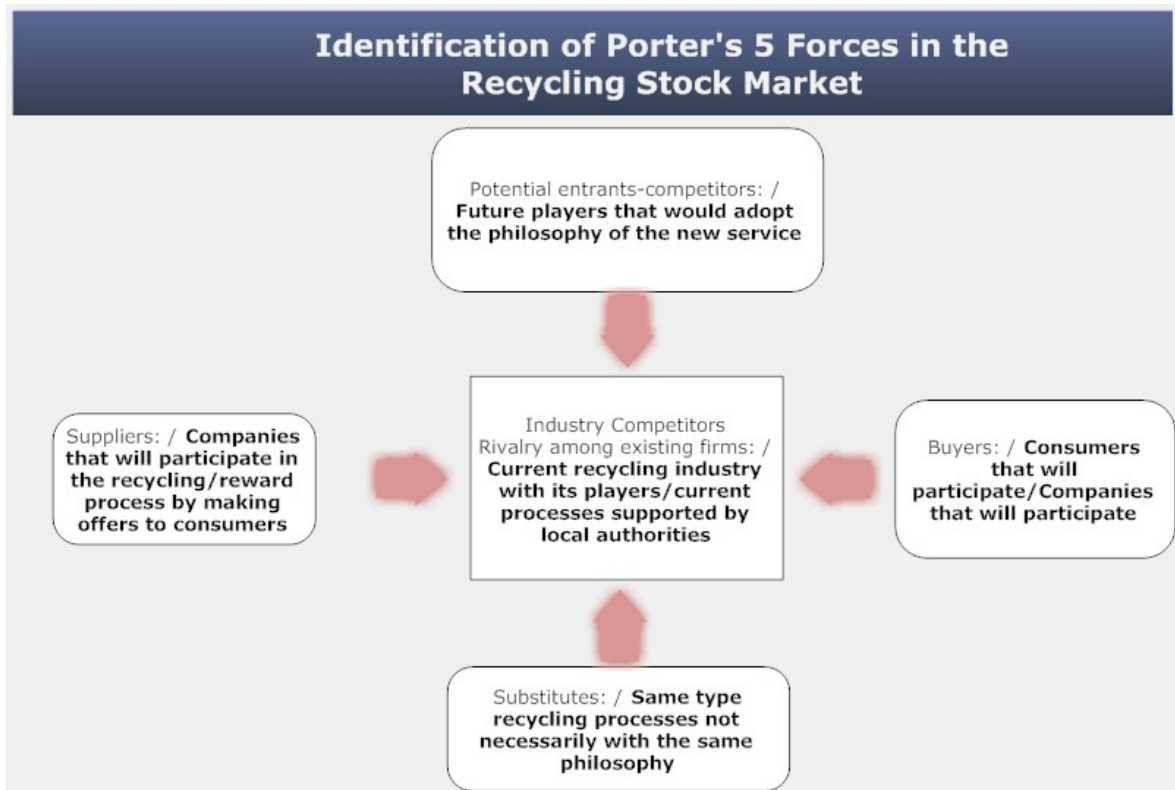 Identification of Porter's 5 Forces in the
Recycling Stock Market
Potential entrants-competitors: /
Future players that would adopt
the philosophy of the new service
Suppliers: / Companies
that will participate in
the recycling/reward
process by making
offers to consumers
Industry Competitors
Rivalry among existing firms: /
Current recycling industry
with its players/current
processes supported by
local authorities
Buyers: / Consumers
that will
participate/Companies
that will participate
Substitutes: / Same type
recycling processes not
necessarily with the same
philosophy